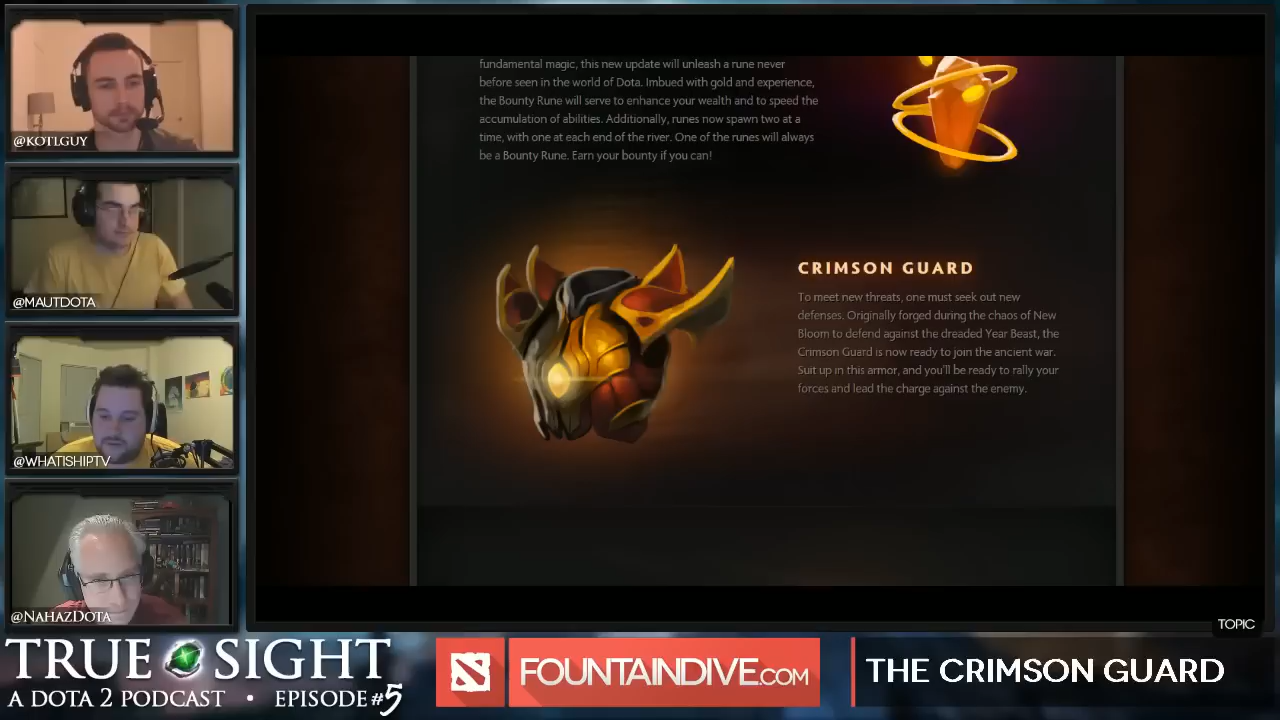 @KOTLGUY
@MAUTDOTA
@WHATISHIPTV
@NAHAZDOTA
fundamental magic, this new update will unleash a rune never
before seen in the world of Dota. Imbued with gold and experience,
the Bounty Rune will serve to enhance your wealth and to speed the
accumulation of abilities. Additionally, runes now spawn two at a
time, with one at each end of the river. One of the runes will always
be a Bounty Rune. Earn your bounty if you can!
CRIMSON GUARD
To meet new threats, one must seek out new
defenses. Originally forged during the chaos of New
Bloom to defend against the dreaded Year Beast, the
Crimson Guard is now ready to join the ancient war.
Suit up in this armor, and you'll be ready to rally your
forces and lead the charge against the enemy.
TOPIC
TRUE SIGHT
A DOTA 2 PODCAST • EPISODE #5
FOUNTAINDIVE.COM
THE CRIMSON GUARD